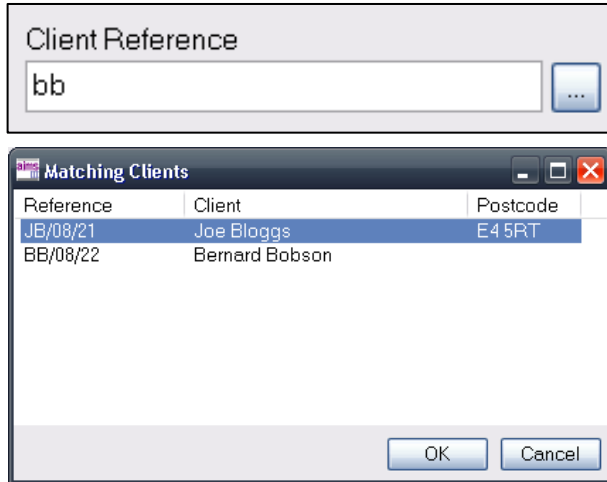 Client Reference
bb
...
aims Matching Clients
Reference Client Postcode
JB/08/21 Joe Bloggs E4 5RT
BB/08/22 Bernard Bobson
OK Cancel